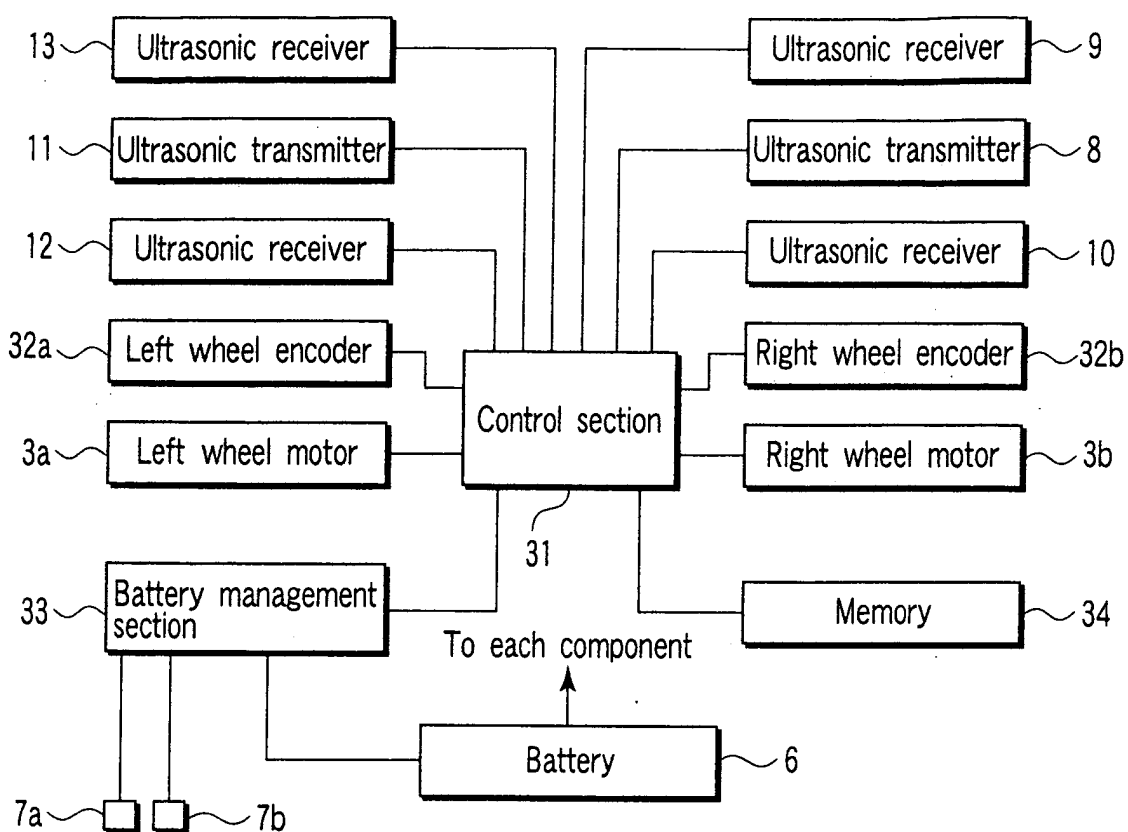 13 Ultrasonic receiver
Ultrasonic receiver 9
11 Ultrasonic transmitter
Ultrasonic transmitter 8
12 Ultrasonic receiver
Ultrasonic receiver 10
32a Left wheel encoder
Right wheel encoder 32b
Control section
3a Left wheel motor
Right wheel motor 3b
31
33 Battery management
section
Memory 34
To each component
Battery 6
7a
7b